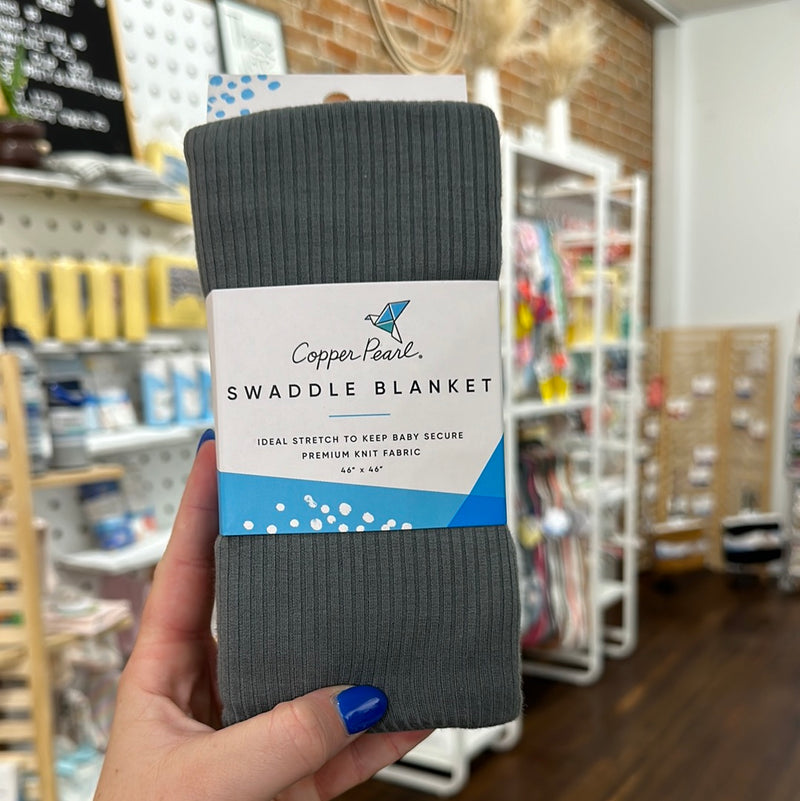 Copper Pearl®
SWADDLE BLANKET
IDEAL STRETCH TO KEEP BABY SECURE
PREMIUM KNIT FABRIC
46" x 46"